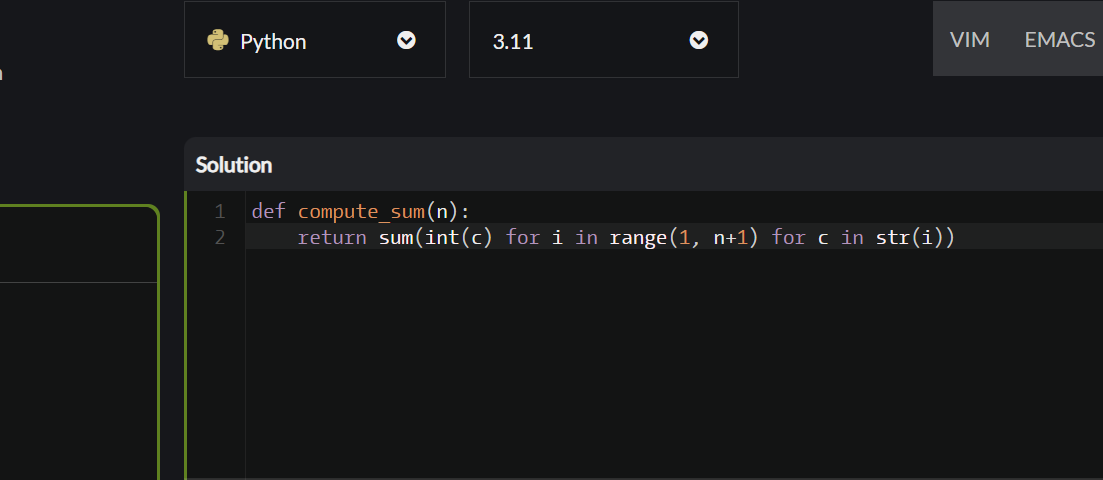 Python
3.11
VIM EMACS
Solution
1 def compute_sum(n):
2 return sum(int(c) for i in range(1, n+1) for c in str(i))